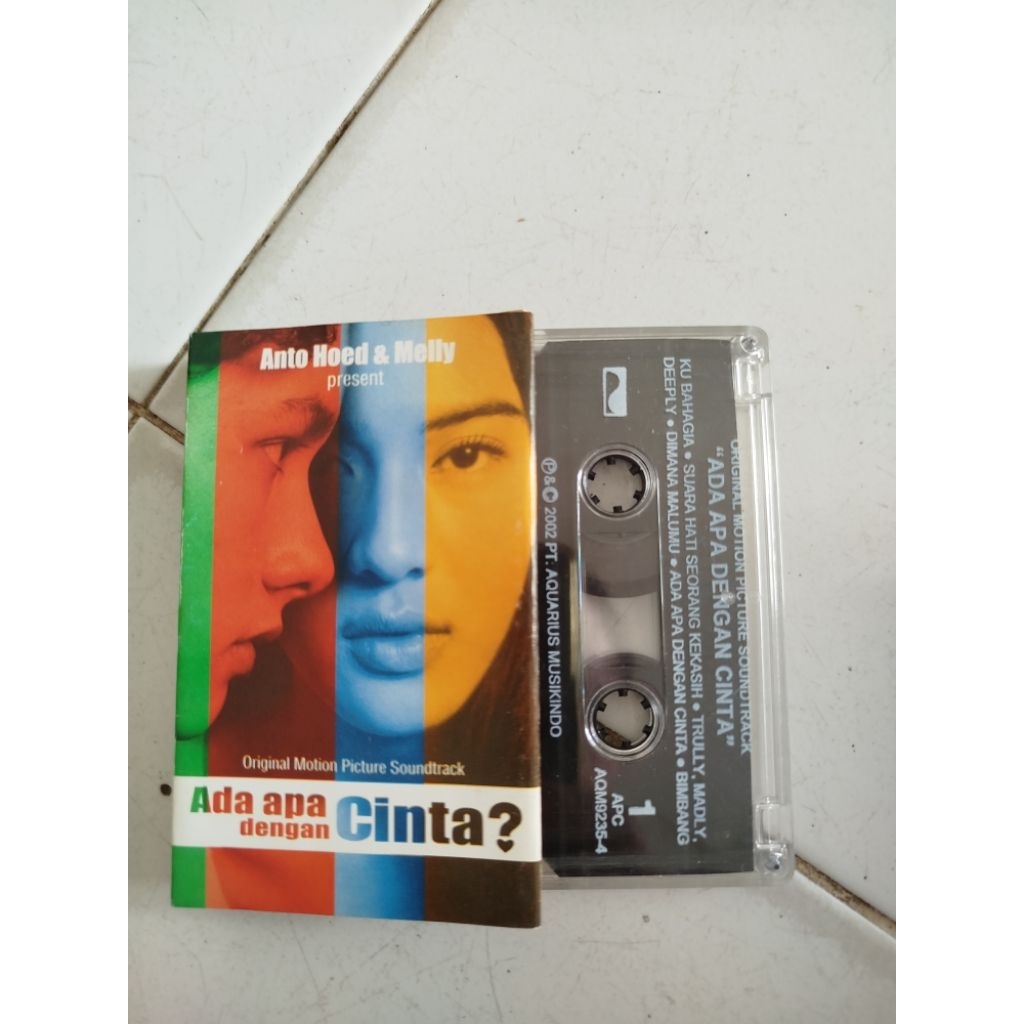 Anto Hoed & Melly
present
Original Motion Picture Soundtrack
Ada apa
dengan
Cinta?
ORIGINAL MOTION PICTURE SOUNDTRACK
“ADA APA DENGAN CINTA”
KU BAHAGIA • SUARA HATI SEORANG KEKASIH • TRULLY, MADLY,
DEEPLY • DIMANA MALUMU • ADA APA DENGAN CINTA • BIMBANG
1
APC
AQM9235-4
℗&© 2002 PT. AQUARIUS MUSIKINDO